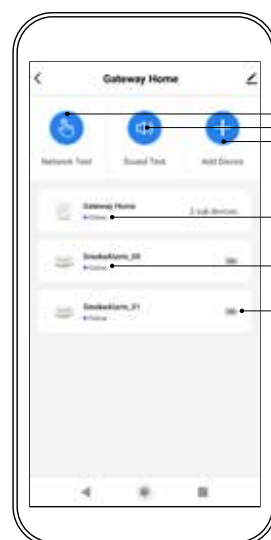 Gateway Home
Network Test
Sound Test
Add Device
Gateway Home
2 sub devices
Online
SmokeAlarm_00
Online
SmokeAlarm_01
Online